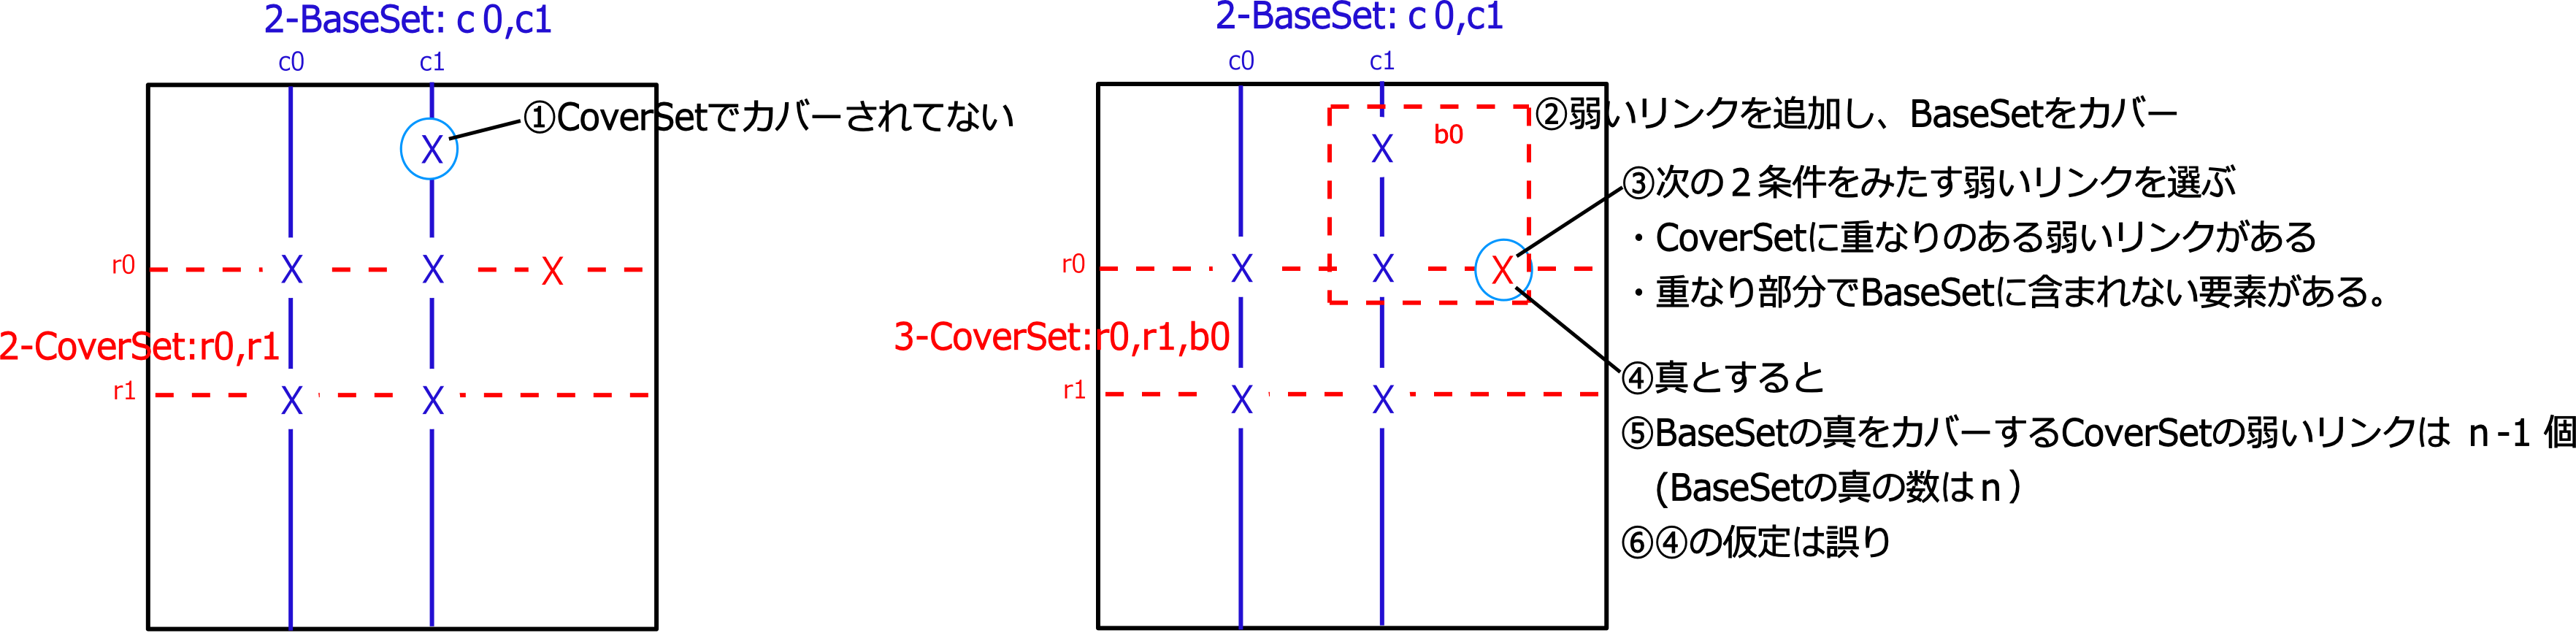 2-BaseSet: c0,c1
c0
c1
①CoverSetでカバーされてない
X
r0
X
X
X
2-CoverSet:r0,r1
r1
X
X
2-BaseSet: c0,c1
c0
c1
②弱いリンクを追加し、BaseSetをカバー
b0
X
③次の2条件をみたす弱いリンクを選ぶ
・CoverSetに重なりのある弱いリンクがある
・重なり部分でBaseSetに含まれない要素がある。
r0
X
X
X
3-CoverSet:r0,r1,b0
r1
X
X
④真とすると
⑤BaseSetの真をカバーするCoverSetの弱いリンクは n-1 個
(BaseSetの真の数はn)
⑥④の仮定は誤り